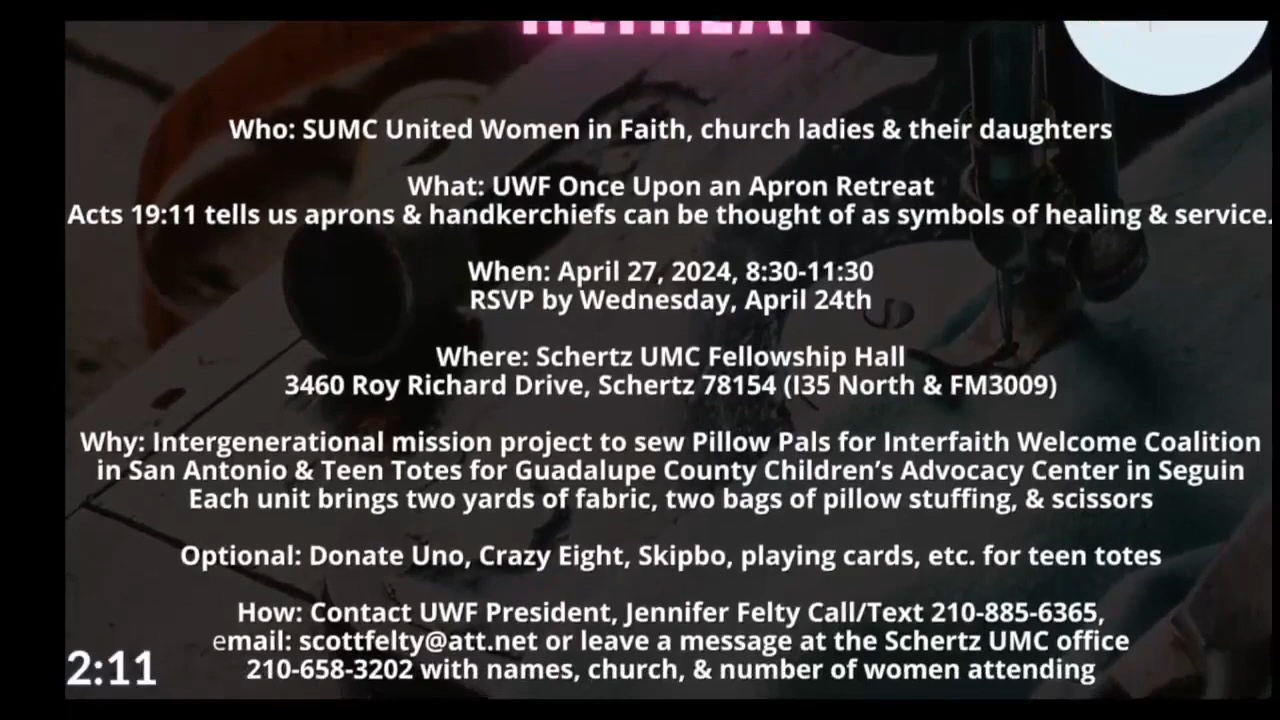 RETREAT
Who: SUMC United Women in Faith, church ladies & their daughters
What: UWF Once Upon an Apron Retreat
Acts 19:11 tells us aprons & handkerchiefs can be thought of as symbols of healing & service.
When: April 27, 2024, 8:30-11:30
RSVP by Wednesday, April 24th
Where: Schertz UMC Fellowship Hall
3460 Roy Richard Drive, Schertz 78154 (I35 North & FM3009)
Why: Intergenerational mission project to sew Pillow Pals for Interfaith Welcome Coalition
in San Antonio & Teen Totes for Guadalupe County Children’s Advocacy Center in Seguin
Each unit brings two yards of fabric, two bags of pillow stuffing, & scissors
Optional: Donate Uno, Crazy Eight, Skipbo, playing cards, etc. for teen totes
How: Contact UWF President, Jennifer Felty Call/Text 210-885-6365,
email: scottfelty@att.net or leave a message at the Schertz UMC office
210-658-3202 with names, church, & number of women attending
2:11